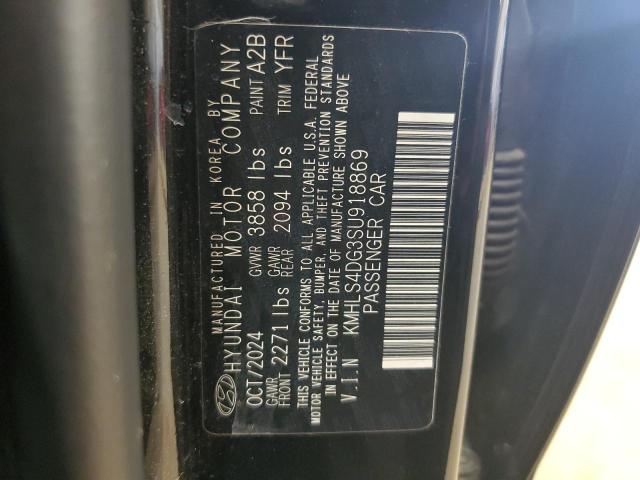 MANUFACTURED IN KOREA BY
HYUNDAI MOTOR COMPANY
OCT/2024 GVWR 3858 lbs PAINT A2B
GAWR FRONT 2271 lbs GAWR REAR 2094 lbs TRIM YFR
THIS VEHICLE CONFORMS TO ALL APPLICABLE U.S.A. FEDERAL
MOTOR VEHICLE SAFETY, BUMPER, AND THEFT PREVENTION STANDARDS
IN EFFECT ON THE DATE OF MANUFACTURE SHOWN ABOVE
V.I.N KMHLS4DG3SU918869
PASSENGER CAR